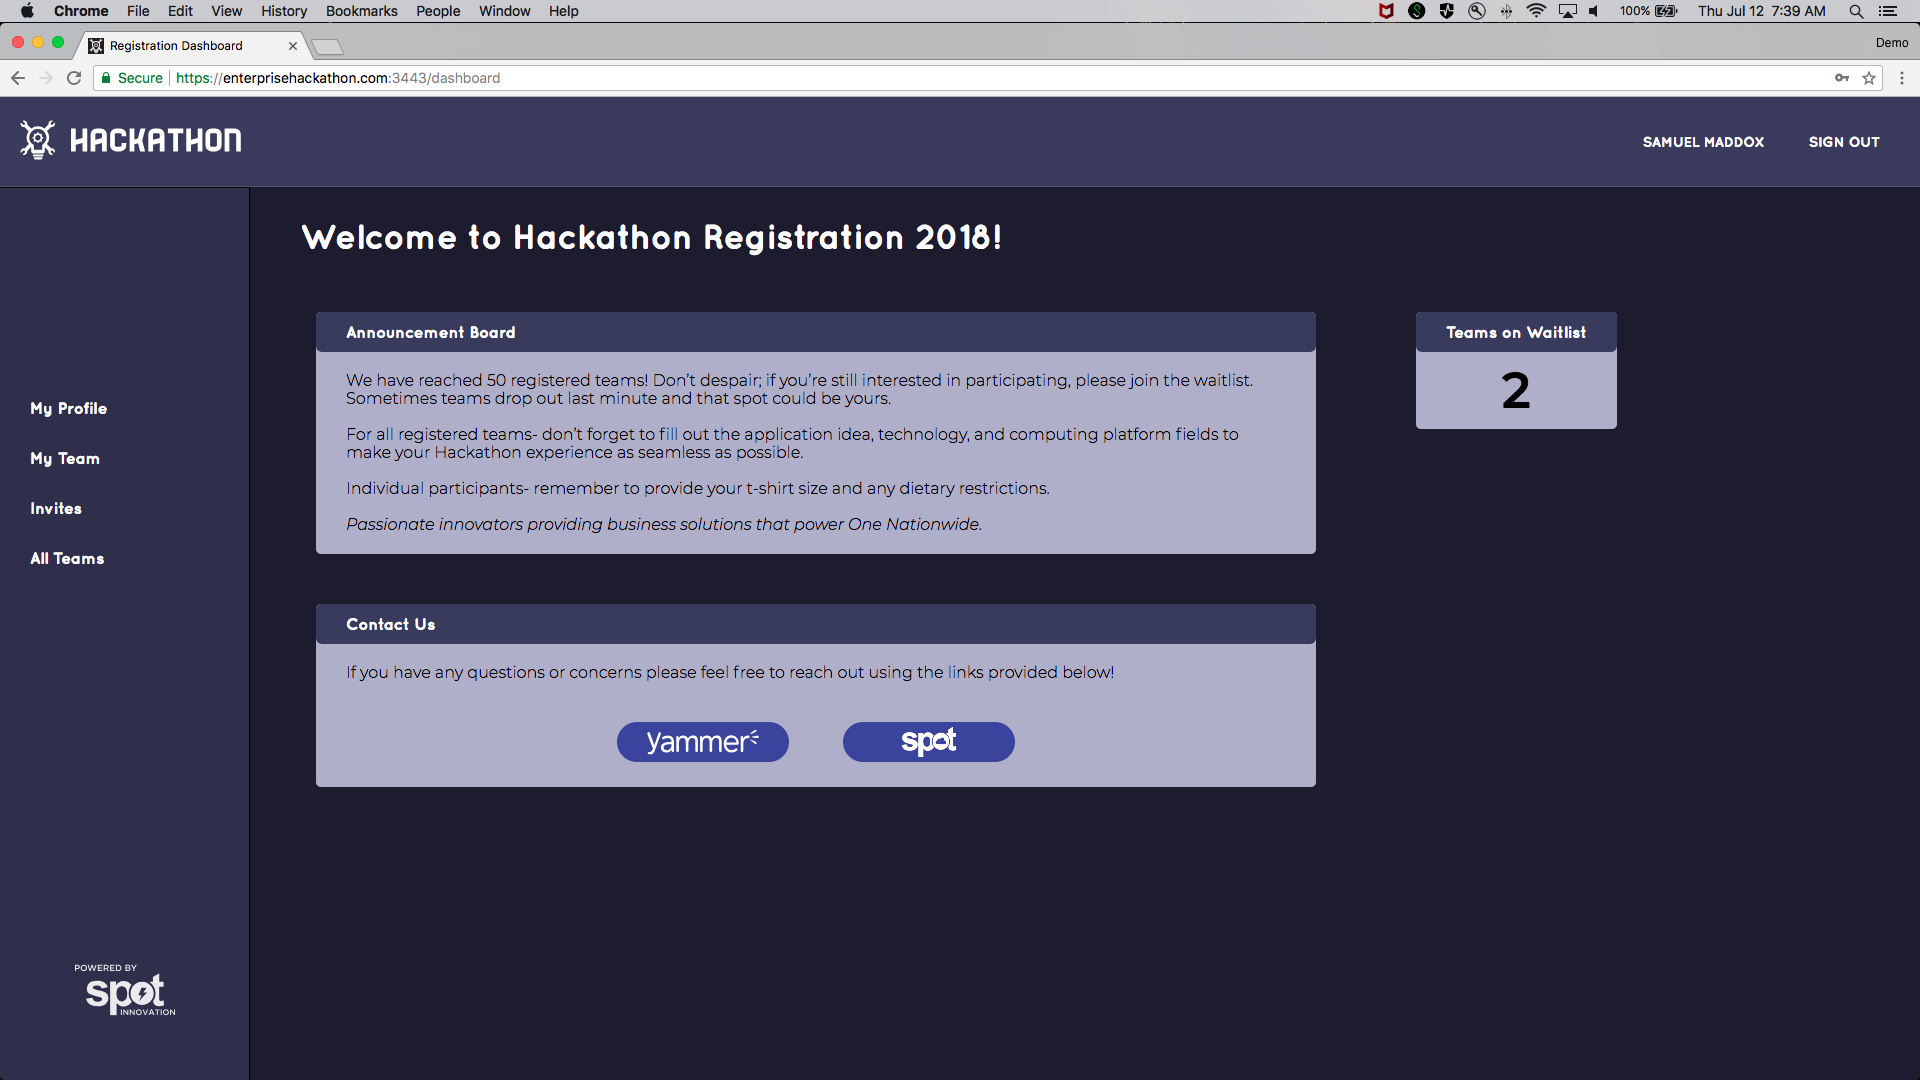 Chrome File Edit View History Bookmarks People Window Help 100% Thu Jul 12 7:39 AM
Registration Dashboard Demo
Secure https://enterprisehackathon.com:3443/dashboard
HACKATHON SAMUEL MADDOX SIGN OUT
Welcome to Hackathon Registration 2018!
My Profile
My Team
Invites
All Teams
POWERED BY
spot
INNOVATION
Announcement Board
We have reached 50 registered teams! Don't despair; if you're still interested in participating, please join the waitlist.
Sometimes teams drop out last minute and that spot could be yours.
For all registered teams- don't forget to fill out the application idea, technology, and computing platform fields to
make your Hackathon experience as seamless as possible.
Individual participants- remember to provide your t-shirt size and any dietary restrictions.
Passionate innovators providing business solutions that power One Nationwide.
Teams on Waitlist
2
Contact Us
If you have any questions or concerns please feel free to reach out using the links provided below!
yammer spot